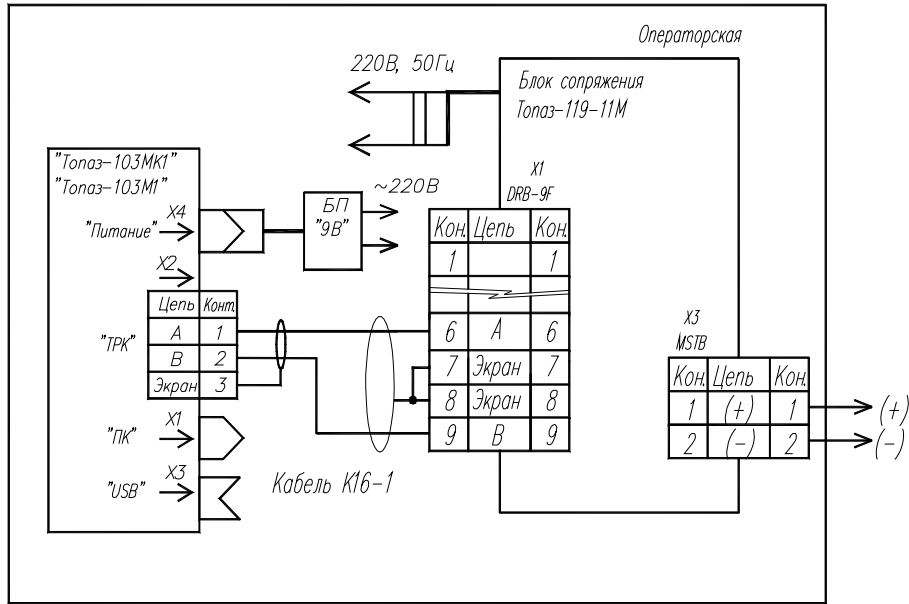 Операторская
220В, 50Гц
Блок сопряжения
Топаз-119-11М
"Топаз-103МК1"
"Топаз-103М1"
X4
"Питание"
БП
"9В"
~220В
X1
DRB-9F
Кон. Цепь Кон.
1 1
6 А 6
7 Экран 7
8 Экран 8
9 В 9
X2
Цепь Конт.
А 1
"ТРК"
В 2
Экран 3
X1
"ПК"
X3
"USB"
Кабель К16-1
X3
MSTB
Кон. Цепь Кон.
1 (+) 1 (+)
2 (-) 2 (-)